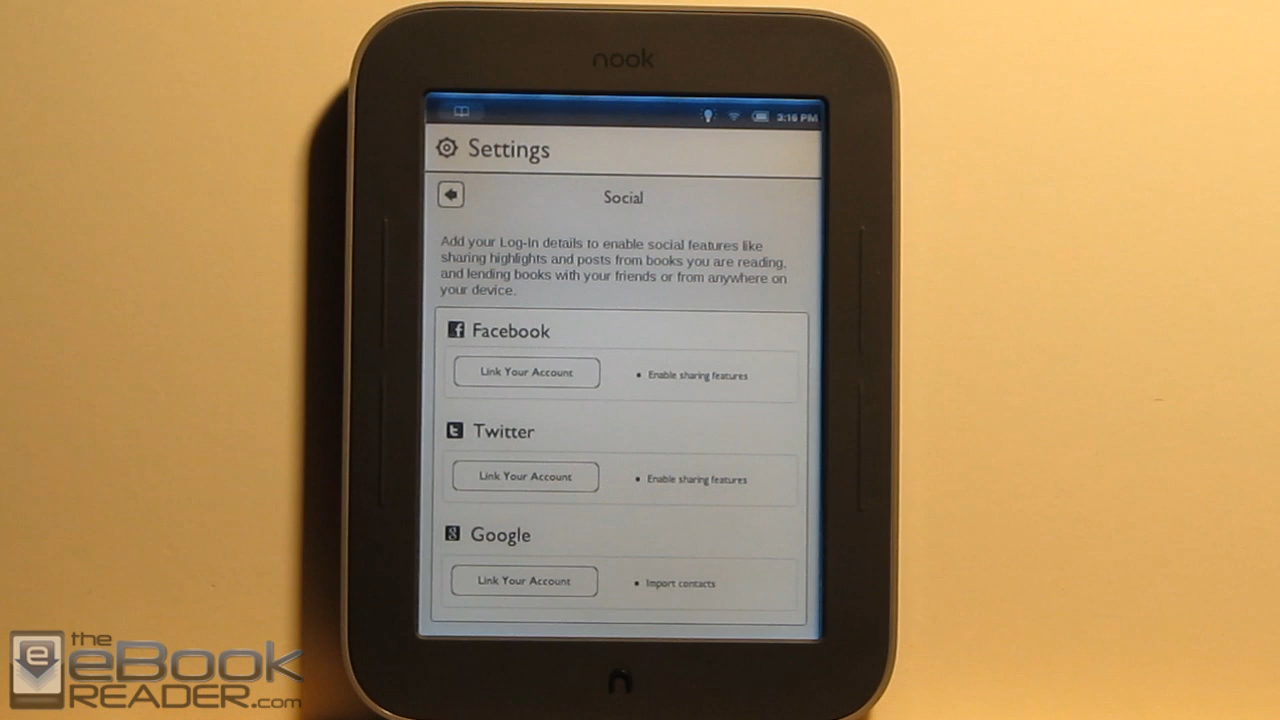 nook
3:16 PM
Settings
Social
Add your Log-In details to enable social features like
sharing highlights and posts from books you are reading,
and lending books with your friends or from anywhere on
your device.
Facebook
Link Your Account
• Enable sharing features
Twitter
Link Your Account
• Enable sharing features
Google
Link Your Account
• Import contacts
the
eBook
READER.com